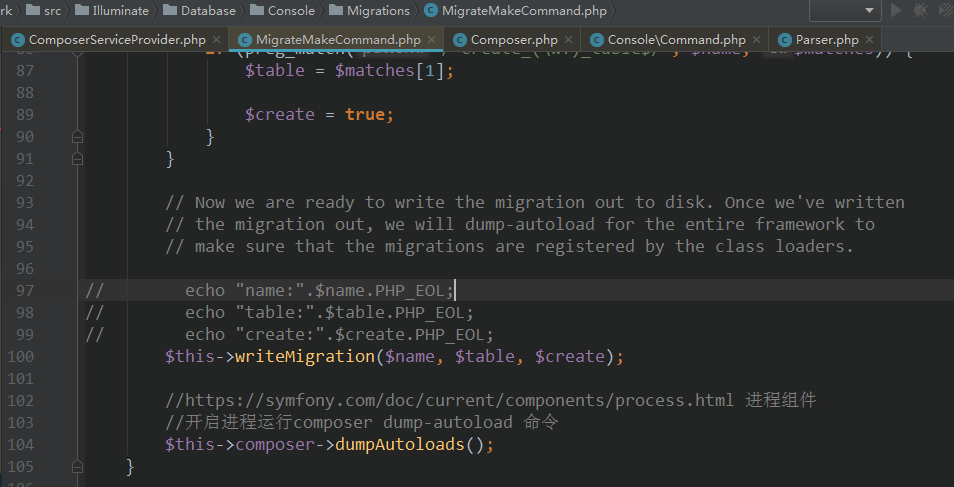 rk src Illuminate Database Console Migrations MigrateMakeCommand.php
ComposerServiceProvider.php MigrateMakeCommand.php Composer.php Console\Command.php Parser.php
87 $table = $matches[1];
88
89 $create = true;
90 }
91 }
92
93 // Now we are ready to write the migration out to disk. Once we've written
94 // the migration out, we will dump-autoload for the entire framework to
95 // make sure that the migrations are registered by the class loaders.
96
97 // echo "name:".$name.PHP_EOL;
98 // echo "table:".$table.PHP_EOL;
99 // echo "create:".$create.PHP_EOL;
100 $this->writeMigration($name, $table, $create);
101
102 //https://symfony.com/doc/current/components/process.html 进程组件
103 //开启进程运行composer dump-autoload 命令
104 $this->composer->dumpAutoloads();
105 }